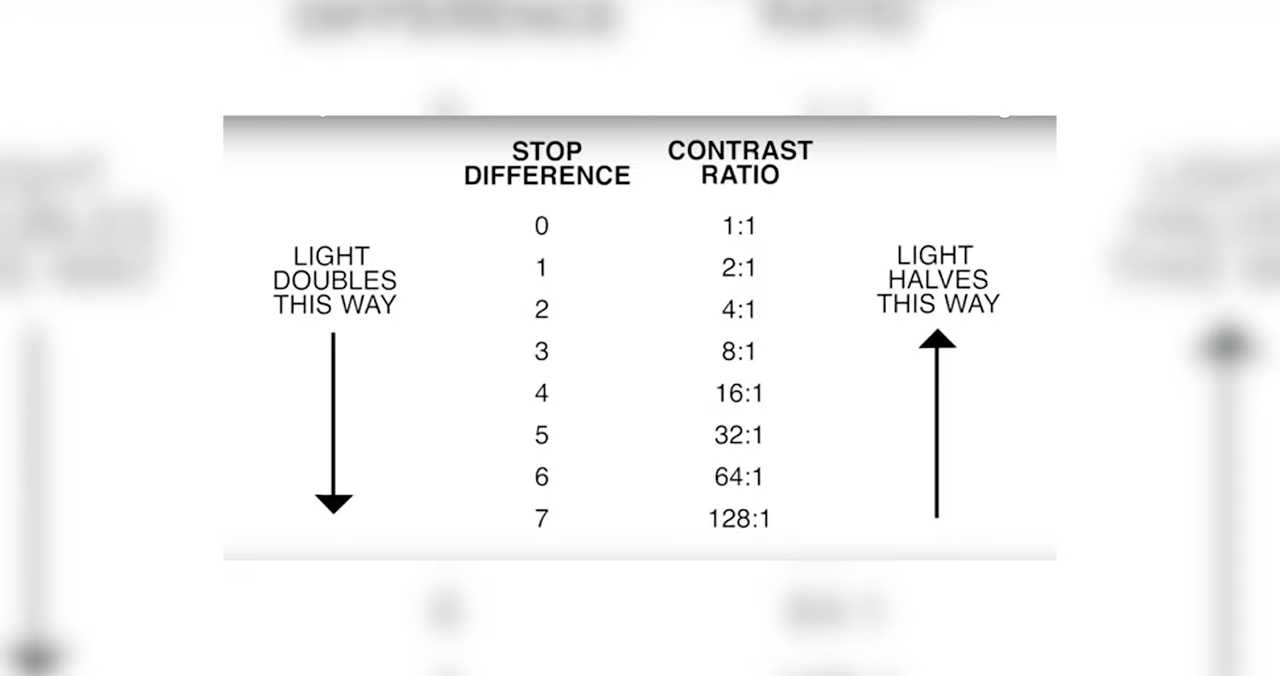 STOP
DIFFERENCE
CONTRAST
RATIO
LIGHT
DOUBLES
THIS WAY
0 1:1
1 2:1
2 4:1
3 8:1
4 16:1
5 32:1
6 64:1
7 128:1
LIGHT
HALVES
THIS WAY